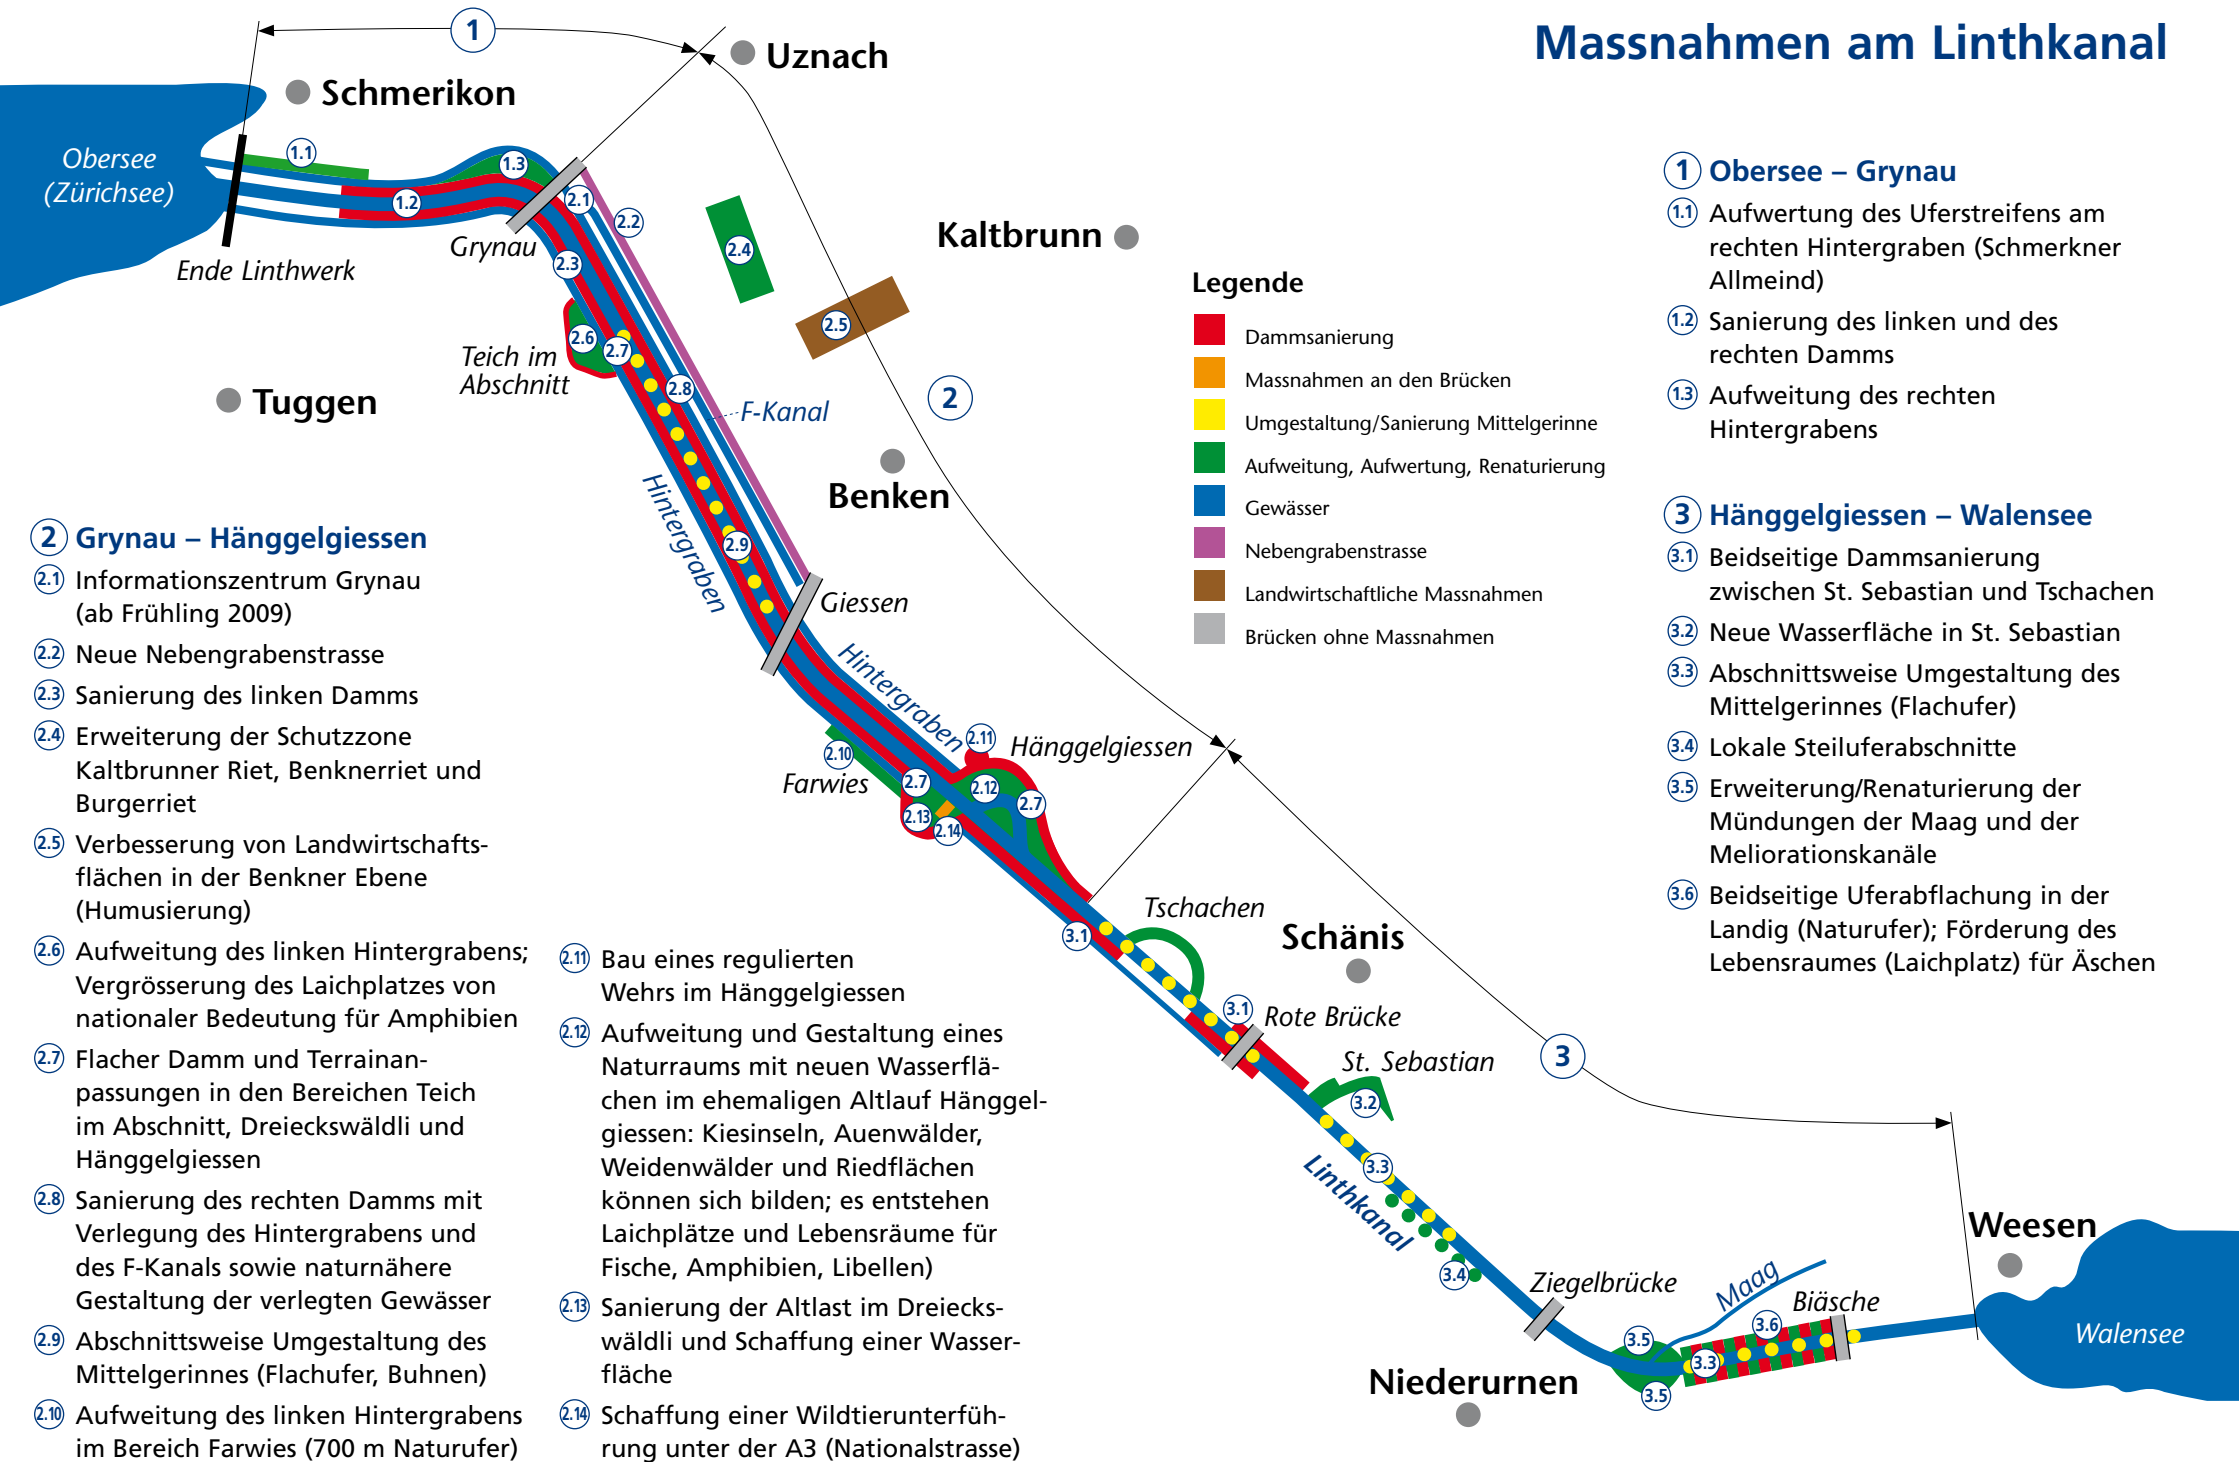 Massnahmen am Linthkanal
1
Uznach
Schmerikon
Obersee
(Zürichsee)
1.1
1.3
1.2
2.1
2.2
Grynau
Ende Linthwerk
2.3
2.4
Kaltbrunn
2.5
2.6
2.7
Teich im
Abschnitt
2.8
Tuggen
F-Kanal
2
Benken
Hintergraben
2.9
Giessen
Hintergraben
2.11
Hänggelgiessen
2.10
Farwies
2.7
2.12
2.7
2.13
2.14
Tschachen
3.1
Schänis
3.1
Rote Brücke
St. Sebastian
3.2
3
3.3
Linthkanal
3.4
Ziegelbrücke
Maag
Biäsche
Weesen
Walensee
3.5
3.6
3.3
3.5
Niederurnen
Legende
Dammsanierung
Massnahmen an den Brücken
Umgestaltung/Sanierung Mittelgerinne
Aufweitung, Aufwertung, Renaturierung
Gewässer
Nebengrabenstrasse
Landwirtschaftliche Massnahmen
Brücken ohne Massnahmen
1 Obersee – Grynau
1.1 Aufwertung des Uferstreifens am
rechten Hintergraben (Schmerkner
Allmeind)
1.2 Sanierung des linken und des
rechten Damms
1.3 Aufweitung des rechten
Hintergrabens
2 Grynau – Hänggelgiessen
2.1 Informationszentrum Grynau
(ab Frühling 2009)
2.2 Neue Nebengrabenstrasse
2.3 Sanierung des linken Damms
2.4 Erweiterung der Schutzzone
Kaltbrunner Riet, Benknerriet und
Burgerriet
2.5 Verbesserung von Landwirtschafts-
flächen in der Benkner Ebene
(Humusierung)
2.6 Aufweitung des linken Hintergrabens;
Vergrösserung des Laichplatzes von
nationaler Bedeutung für Amphibien
2.7 Flacher Damm und Terrainan-
passungen in den Bereichen Teich
im Abschnitt, Dreieckswäldli und
Hänggelgiessen
2.8 Sanierung des rechten Damms mit
Verlegung des Hintergrabens und
des F-Kanals sowie naturnähere
Gestaltung der verlegten Gewässer
2.9 Abschnittsweise Umgestaltung des
Mittelgerinnes (Flachufer, Buhnen)
2.10 Aufweitung des linken Hintergrabens
im Bereich Farwies (700 m Naturufer)
2.11 Bau eines regulierten
Wehrs im Hänggelgiessen
2.12 Aufweitung und Gestaltung eines
Naturraums mit neuen Wasserflä-
chen im ehemaligen Altlauf Hänggel-
giessen: Kiesinseln, Auenwälder,
Weidenwälder und Riedflächen
können sich bilden; es entstehen
Laichplätze und Lebensräume für
Fische, Amphibien, Libellen)
2.13 Sanierung der Altlast im Dreiecks-
wäldli und Schaffung einer Wasser-
fläche
2.14 Schaffung einer Wildtierunterfüh-
rung unter der A3 (Nationalstrasse)
3 Hänggelgiessen – Walensee
3.1 Beidseitige Dammsanierung
zwischen St. Sebastian und Tschachen
3.2 Neue Wasserfläche in St. Sebastian
3.3 Abschnittsweise Umgestaltung des
Mittelgerinnes (Flachufer)
3.4 Lokale Steiluferabschnitte
3.5 Erweiterung/Renaturierung der
Mündungen der Maag und der
Meliorationskanäle
3.6 Beidseitige Uferabflachung in der
Landig (Naturufer); Förderung des
Lebensraumes (Laichplatz) für Äschen